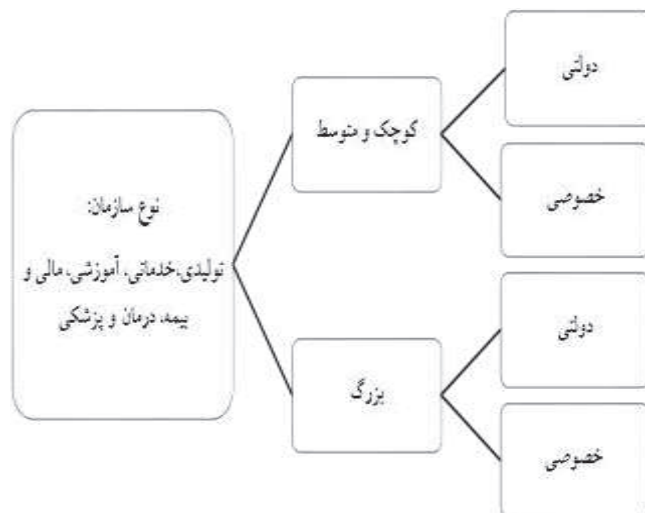 نوع سازمان:
تولیدی،خدماتی، آموزشی، مالی و
بیمه، درمان و پزشکی
کوچک و متوسط
دولتی
خصوصی
بزرگ
دولتی
خصوصی